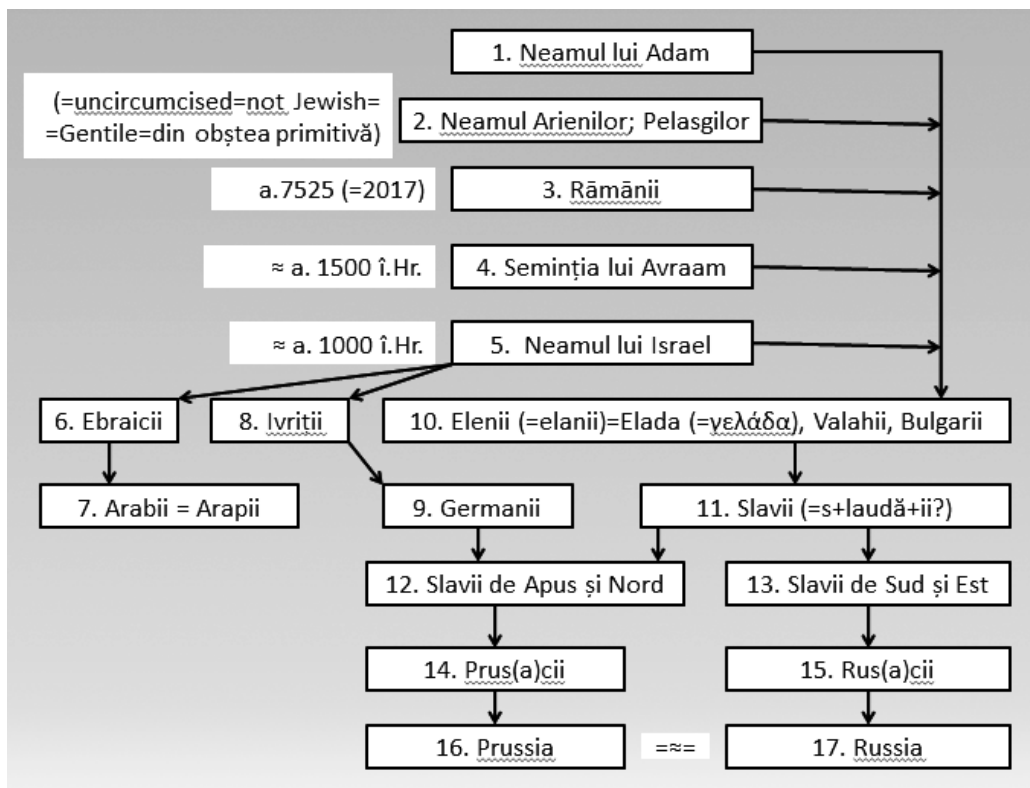 1. Neamul lui Adam
(=uncircumcised=not Jewish=
=Gentile=din obștea primitivă)
2. Neamul Arienilor; Pelasgilor
a.7525 (=2017)
3. Rāmānii
≈ a. 1500 î.Hr.
4. Seminția lui Avraam
≈ a. 1000 î.Hr.
5. Neamul lui Israel
6. Ebraicii
8. Ivriții
10. Elenii (=elanii)=Elada (=γελάδα), Valahii, Bulgarii
7. Arabii = Arapii
9. Germanii
11. Slavii (=s+laudă+ii?)
12. Slavii de Apus și Nord
13. Slavii de Sud și Est
14. Prus(a)cii
15. Rus(a)cii
16. Prussia
=≈=
17. Russia